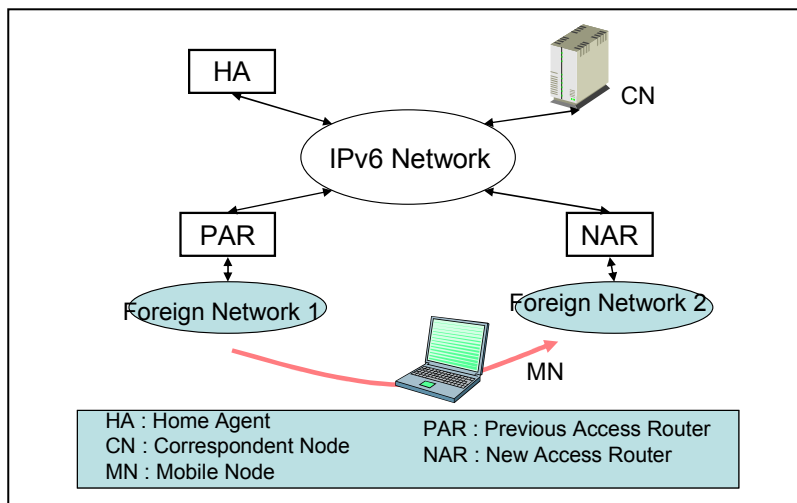 HA
CN
IPv6 Network
PAR
NAR
Foreign Network 1
Foreign Network 2
MN
HA : Home Agent
CN : Correspondent Node
MN : Mobile Node
PAR : Previous Access Router
NAR : New Access Router